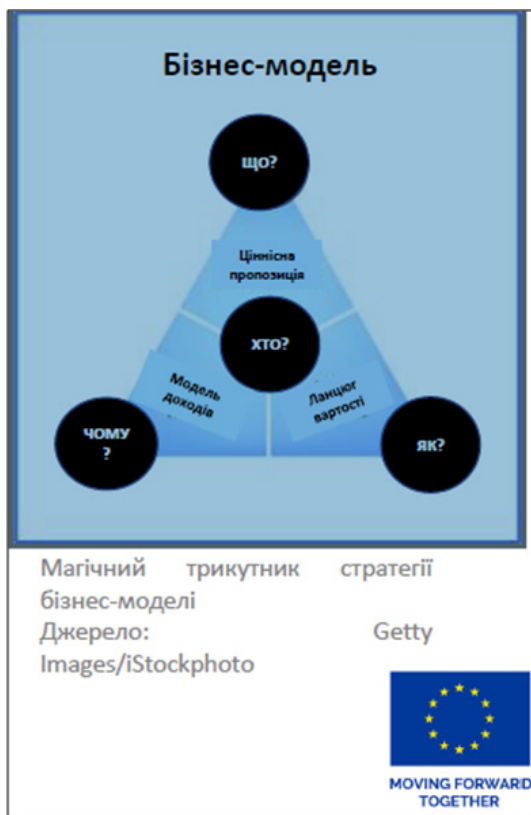 Бізнес-модель
ЩО?
Ціннісна
пропозиція
ХТО?
Модель
доходів
Ланцюг
вартості
ЧОМУ
?
ЯК?
Магічний трикутник стратегії
бізнес-моделі
Джерело: Getty
Images/iStockphoto
MOVING FORWARD
TOGETHER